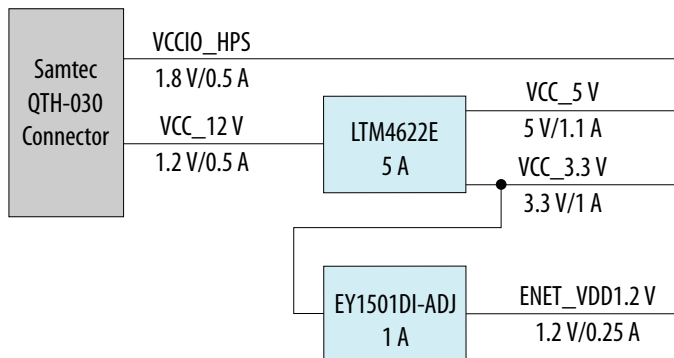 Samtec
QTH-030
Connector
VCCIO_HPS
1.8 V/0.5 A
VCC_12 V
1.2 V/0.5 A
LTM4622E
5 A
VCC_5 V
5 V/1.1 A
VCC_3.3 V
3.3 V/1 A
EY1501DI-ADJ
1 A
ENET_VDD1.2 V
1.2 V/0.25 A